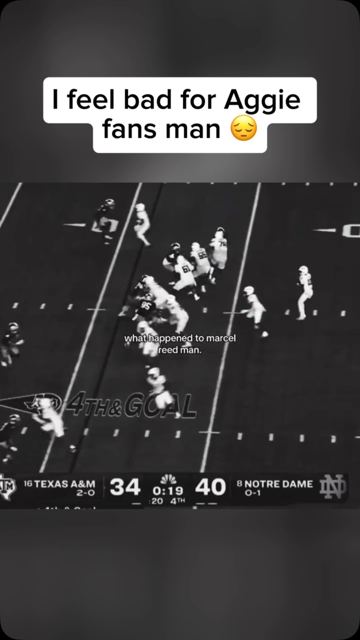 I feel bad for Aggie
fans man 😔
what happened to marcel
reed man.
4TH&GOAL
16 TEXAS A&M 34 0:19 40 8 NOTRE DAME
2-0 :20 4TH 0-1